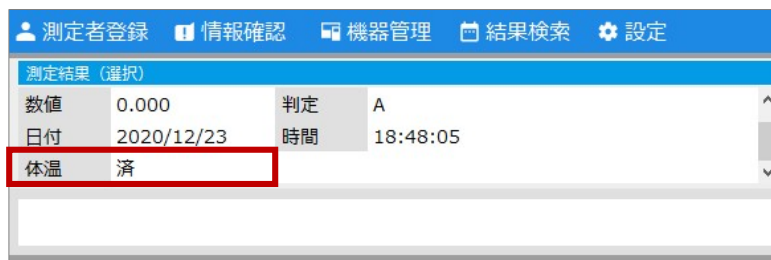 測定者登録 情報確認 機器管理 結果検索 設定
測定結果（選択）
数値 0.000 判定 A
日付 2020/12/23 時間 18:48:05
体温 済